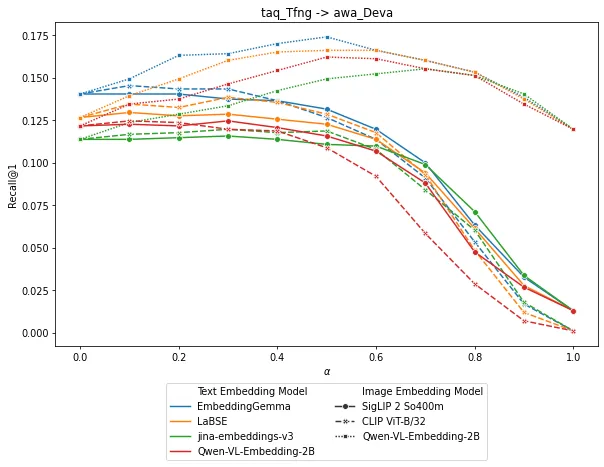 taq_Tfng -> awa_Deva
Recall@1
0.175
0.150
0.125
0.100
0.075
0.050
0.025
0.000
0.0 0.2 0.4 0.6 0.8 1.0
α
Text Embedding Model Image Embedding Model
EmbeddingGemma SigLIP 2 So400m
LaBSE CLIP ViT-B/32
jina-embeddings-v3 Qwen-VL-Embedding-2B
Qwen-VL-Embedding-2B